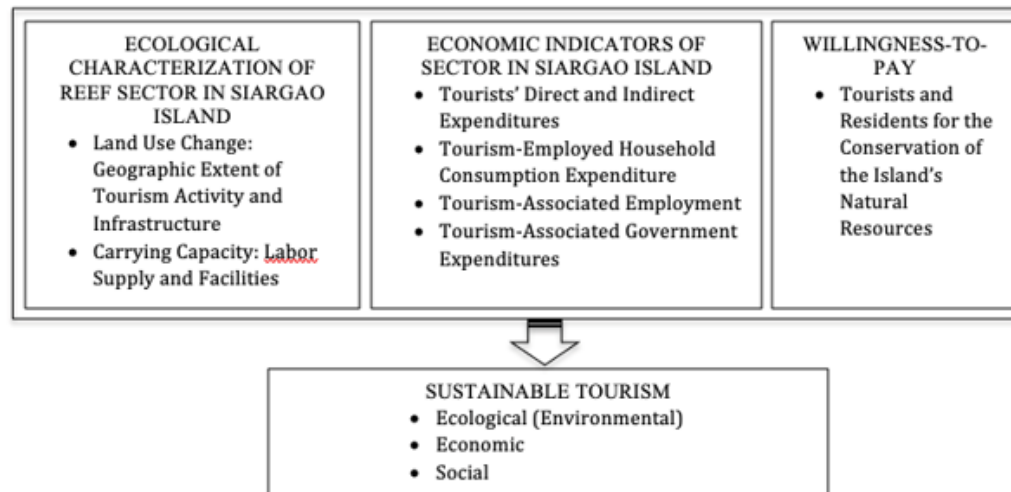 ECOLOGICAL
CHARACTERIZATION OF
REEF SECTOR IN SIARGAO
ISLAND
• Land Use Change:
Geographic Extent of
Tourism Activity and
Infrastructure
• Carrying Capacity: Labor
Supply and Facilities
ECONOMIC INDICATORS OF
SECTOR IN SIARGAO ISLAND
• Tourists’ Direct and Indirect
Expenditures
• Tourism-Employed Household
Consumption Expenditure
• Tourism-Associated Employment
• Tourism-Associated Government
Expenditures
WILLINGNESS-TO-
PAY
• Tourists and
Residents for the
Conservation of
the Island’s
Natural
Resources
SUSTAINABLE TOURISM
• Ecological (Environmental)
• Economic
• Social